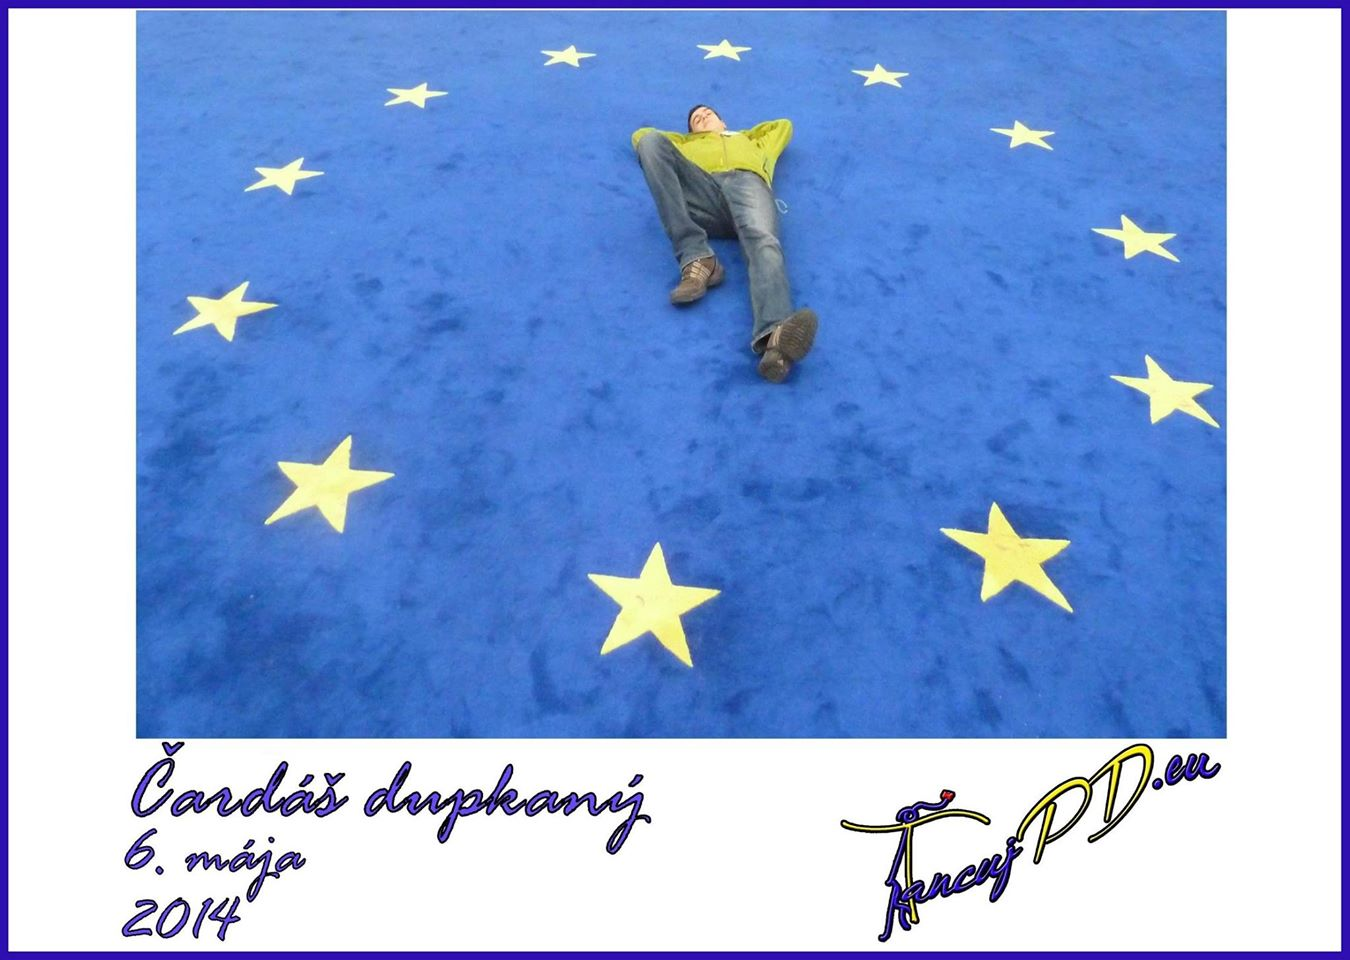 Čardáš dupkaný
6. mája
2014
TancujPD.eu